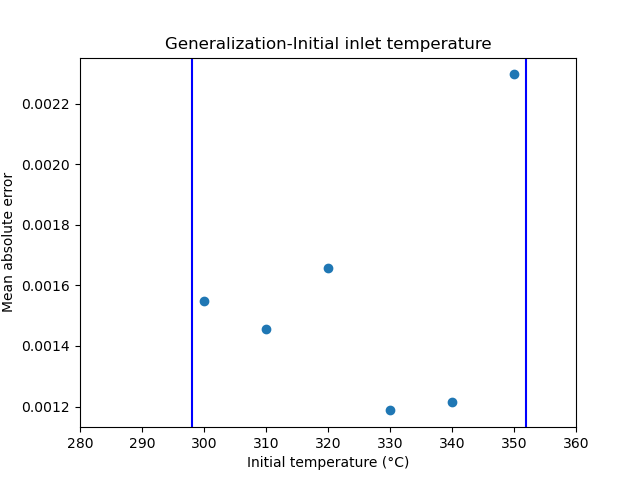 Generalization-Initial inlet temperature
Mean absolute error
0.0022
0.0020
0.0018
0.0016
0.0014
0.0012
280 290 300 310 320 330 340 350 360
Initial temperature (°C)